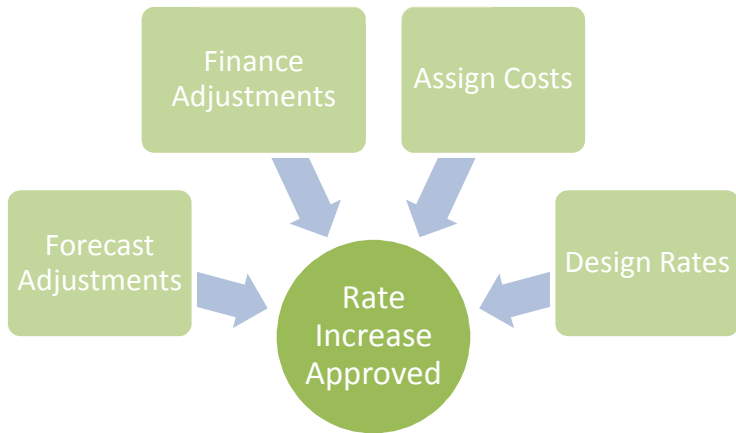 Finance
Adjustments
Assign Costs
Forecast
Adjustments
Design Rates
Rate
Increase
Approved